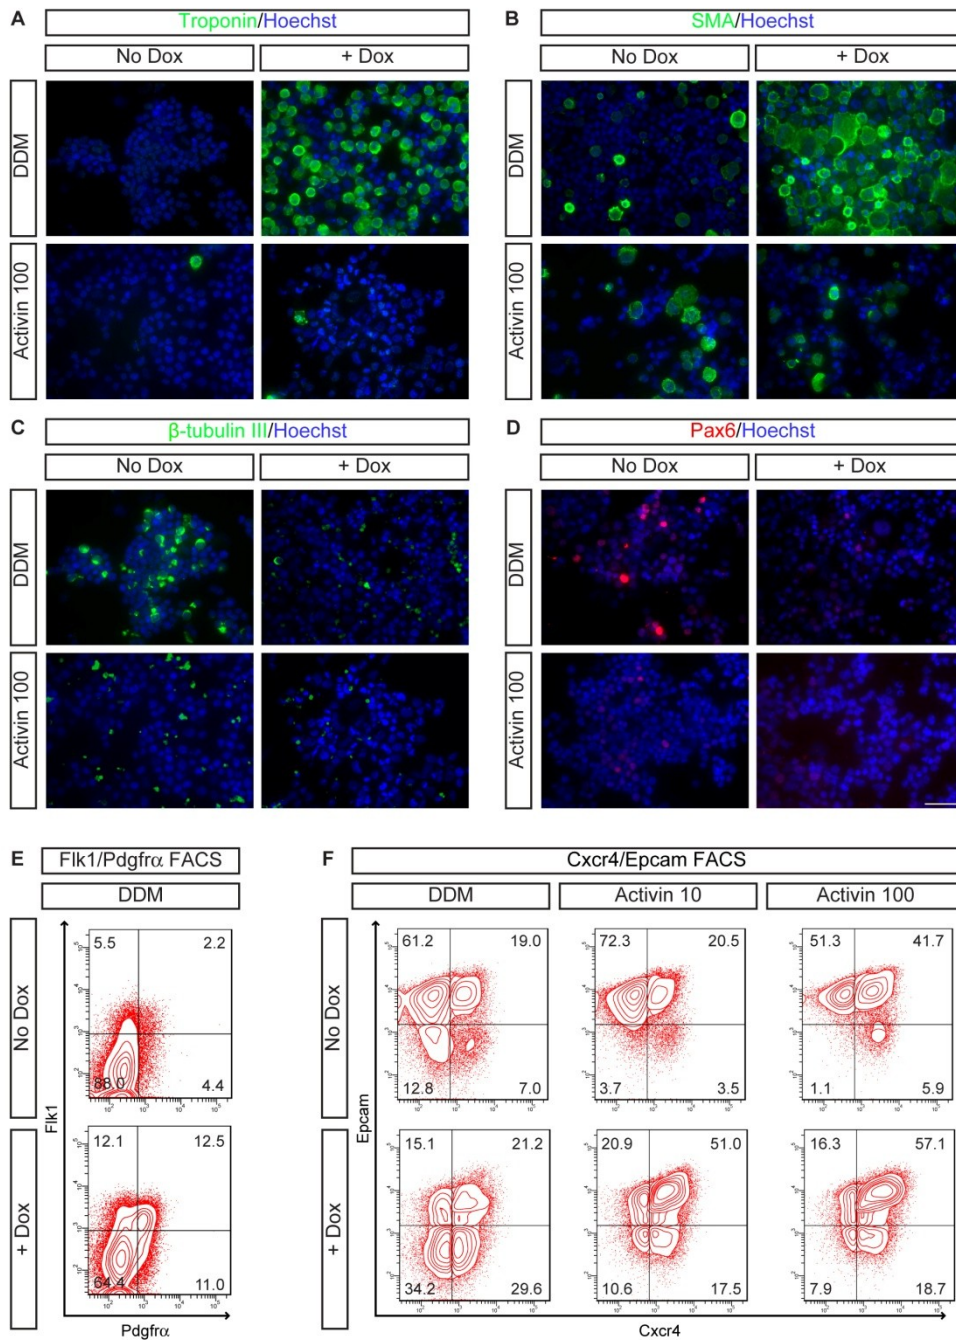 A
Troponin/Hoechst
No Dox
+ Dox
DDM
Activin 100
B
SMA/Hoechst
No Dox
+ Dox
DDM
Activin 100
C
β-tubulin III/Hoechst
No Dox
+ Dox
DDM
Activin 100
D
Pax6/Hoechst
No Dox
+ Dox
DDM
Activin 100
E
Flk1/Pdgfrα FACS
DDM
No Dox
5.5
2.2
88.0
4.4
+ Dox
12.1
12.5
64.4
11.0
Flk1
Pdgfrα
F
Cxcr4/Epcam FACS
DDM
Activin 10
Activin 100
No Dox
61.2
19.0
12.8
7.0
72.3
20.5
3.7
3.5
51.3
41.7
1.1
5.9
+ Dox
15.1
21.2
34.2
29.6
20.9
51.0
10.6
17.5
16.3
57.1
7.9
18.7
Epcam
Cxcr4